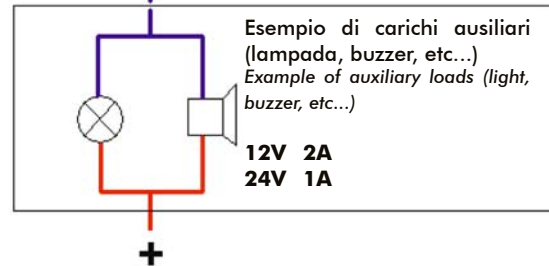 Esempio di carichi ausiliari
(lampada, buzzer, etc...)
Example of auxiliary loads (light,
buzzer, etc...)
12V 2A
24V 1A
+